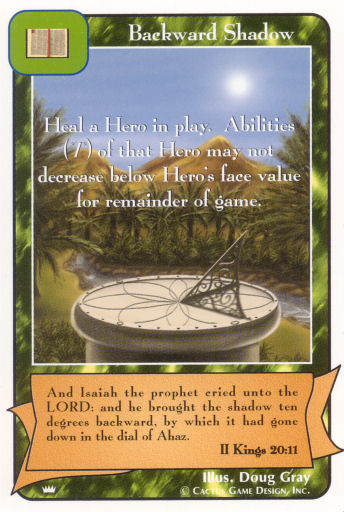 Backward Shadow
Heal a Hero in play. Abilities
(*/*) of that Hero may not
decrease below Hero's face value
for remainder of game.
And Isaiah the prophet cried unto the
LORD: and he brought the shadow ten
degrees backward, by which it had gone
down in the dial of Ahaz.
II Kings 20:11
Illus. Doug Gray
© Cactus Game Design, Inc.